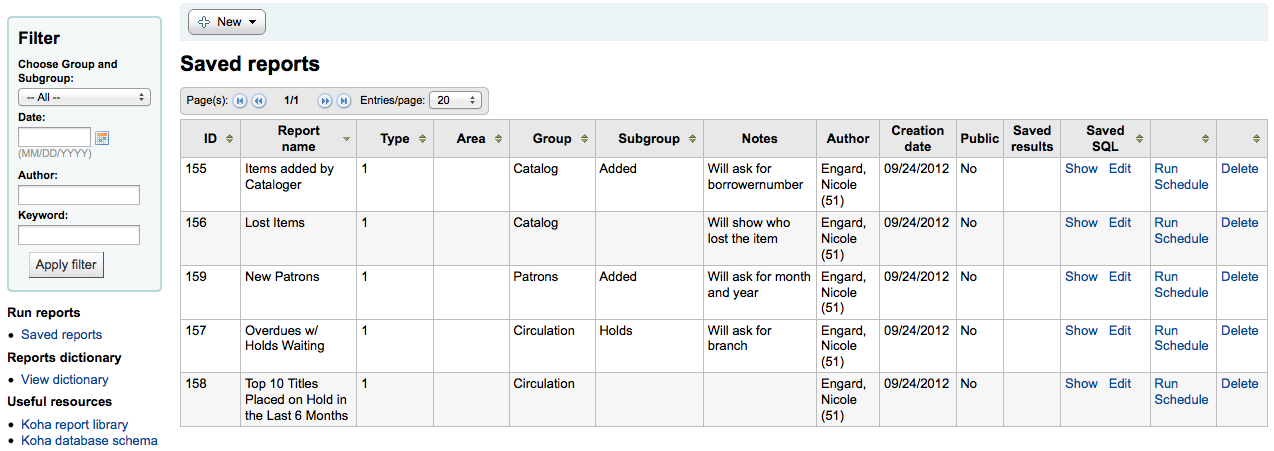 Filter
Choose Group and
Subgroup:
-- All --
Date:
(MM/DD/YYYY)
Author:
Keyword:
Apply filter
Run reports
Saved reports
Reports dictionary
View dictionary
Useful resources
Koha report library
Koha database schema
New
Saved reports
Page(s): 1/1 Entries/page: 20
ID Report name Type Area Group Subgroup Notes Author Creation date Public Saved results Saved SQL
155 Items added by Cataloger 1 Catalog Added Will ask for borrowernumber Engard, Nicole (51) 09/24/2012 No Show Edit Run Schedule Delete
156 Lost Items 1 Catalog Will show who lost the item Engard, Nicole (51) 09/24/2012 No Show Edit Run Schedule Delete
159 New Patrons 1 Patrons Added Will ask for month and year Engard, Nicole (51) 09/24/2012 No Show Edit Run Schedule Delete
157 Overdues w/ Holds Waiting 1 Circulation Holds Will ask for branch Engard, Nicole (51) 09/24/2012 No Show Edit Run Schedule Delete
158 Top 10 Titles Placed on Hold in the Last 6 Months 1 Circulation Engard, Nicole (51) 09/24/2012 No Show Edit Run Schedule Delete